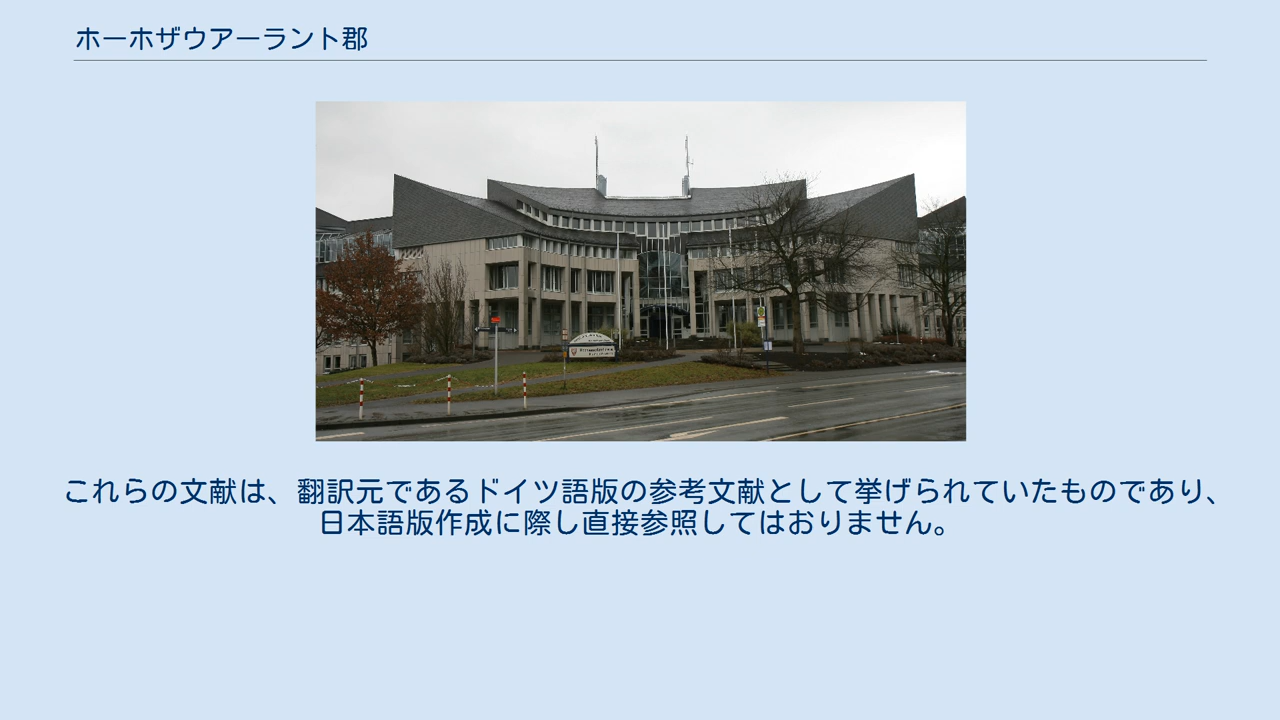 ホーホザウアーラント郡
これらの文献は、翻訳元であるドイツ語版の参考文献として挙げられていたものであり、
日本語版作成に際し直接参照してはおりません。